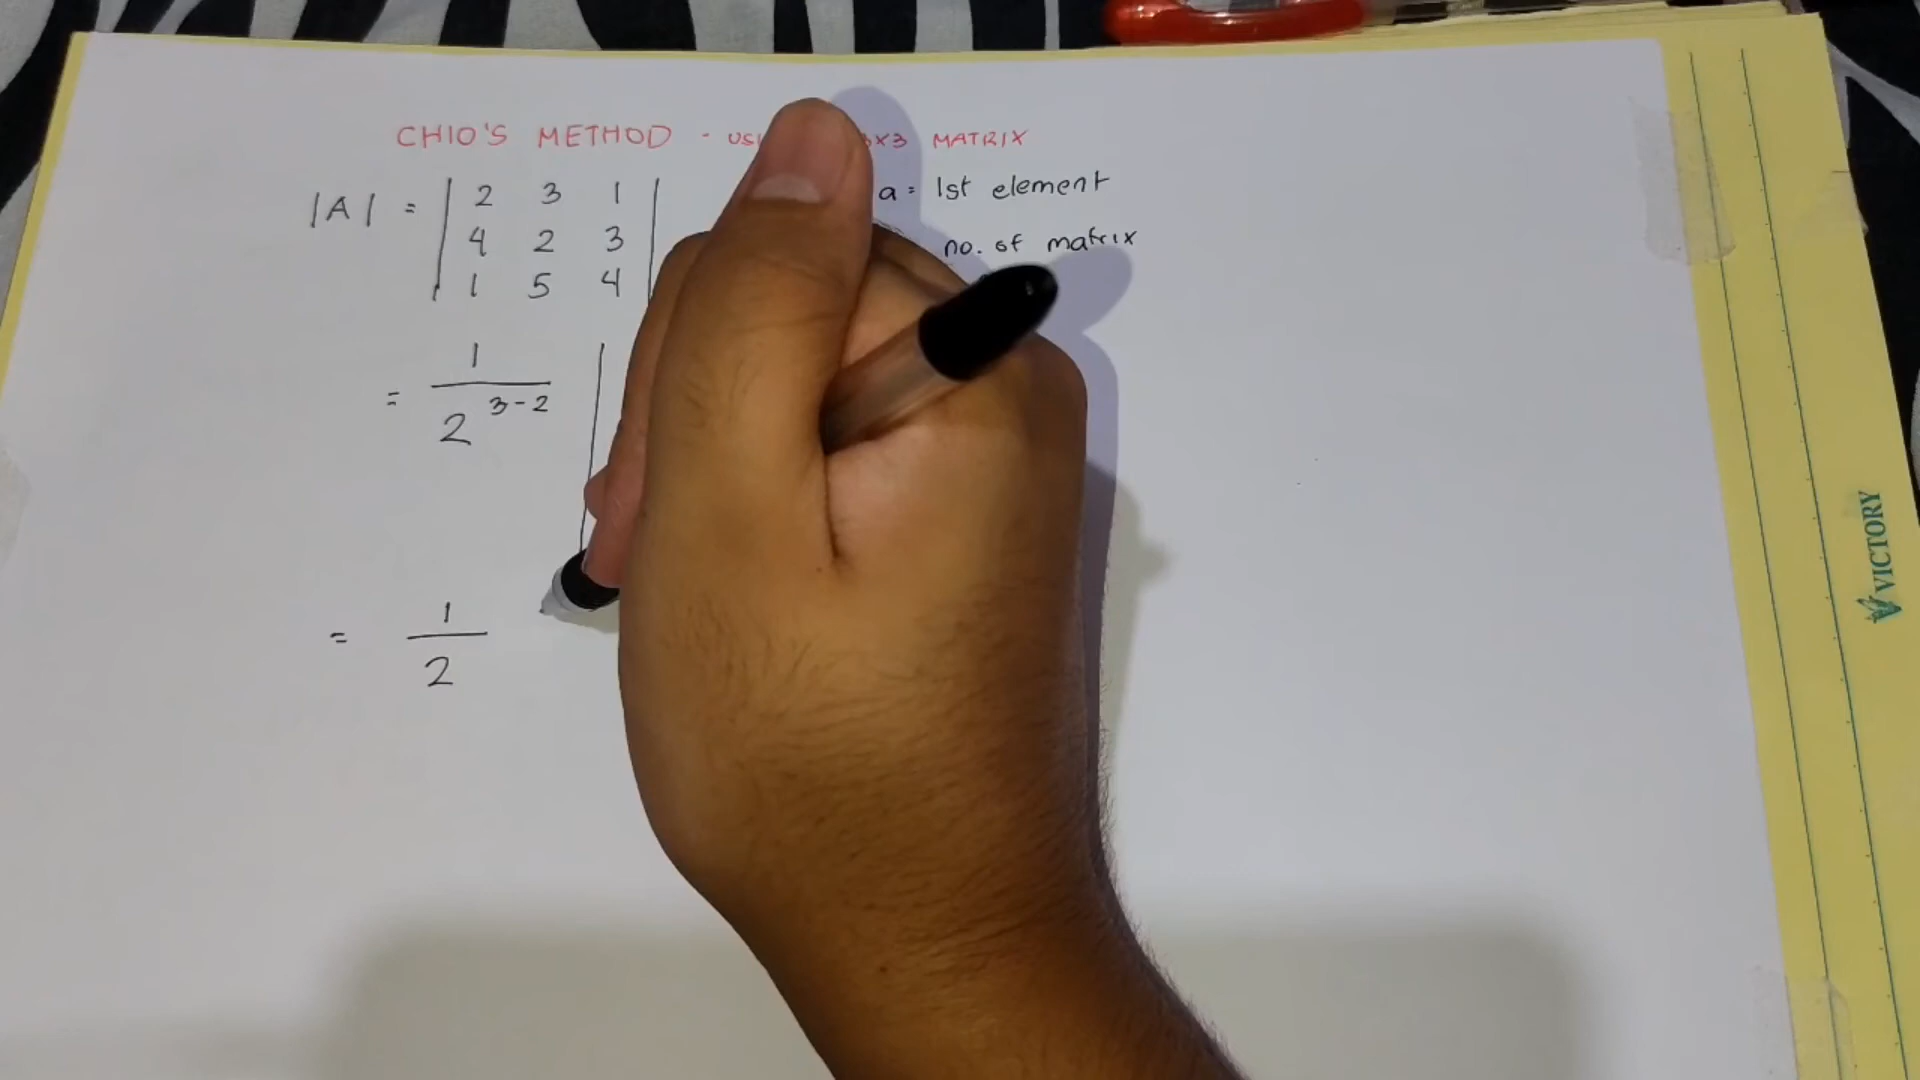 CHIO'S METHOD - 3x3 MATRIX
|A| = | 2 3 1 |
4 2 3
1 5 4
a = 1st element
no. of matrix
= 1 / 2^{3-2} |
= 1 / 2
VICTORY